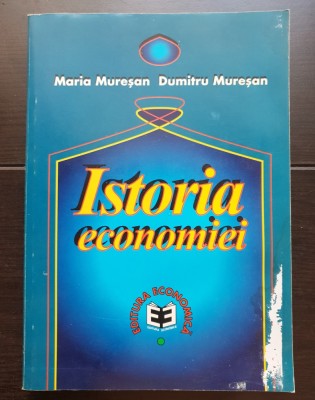 Maria Mureşan Dumitru Mureşan
Istoria
economiei
EDITURA ECONOMICĂ